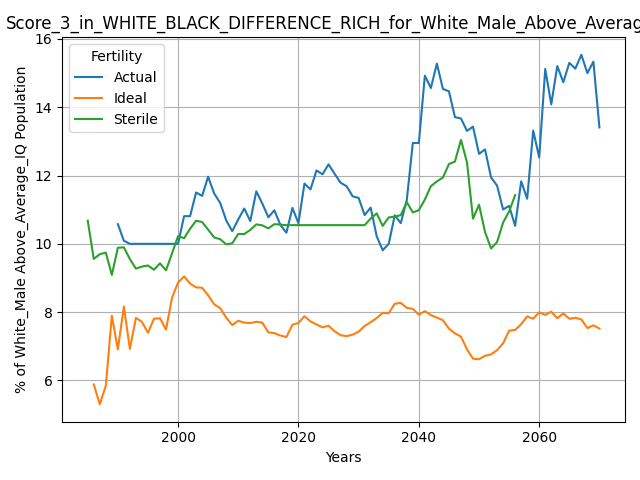 Score_3_in_WHITE_BLACK_DIFFERENCE_RICH_for_White_Male_Above_Averag
16
14
12
10
8
6
% of White_Male Above_Average_IQ Population
Fertility
Actual
Ideal
Sterile
2000
2020
2040
2060
Years